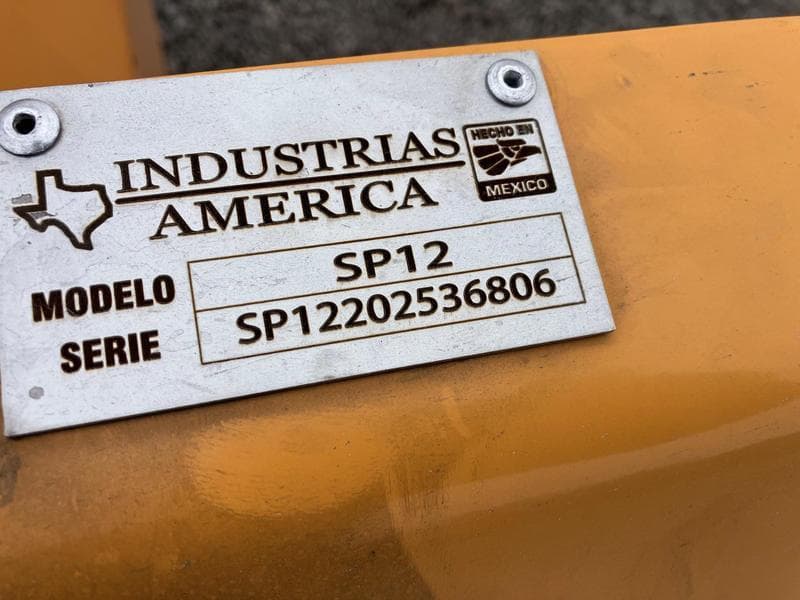 INDUSTRIAS
AMERICA
HECHO EN
MEXICO
MODELO SP12
SERIE SP12202536806